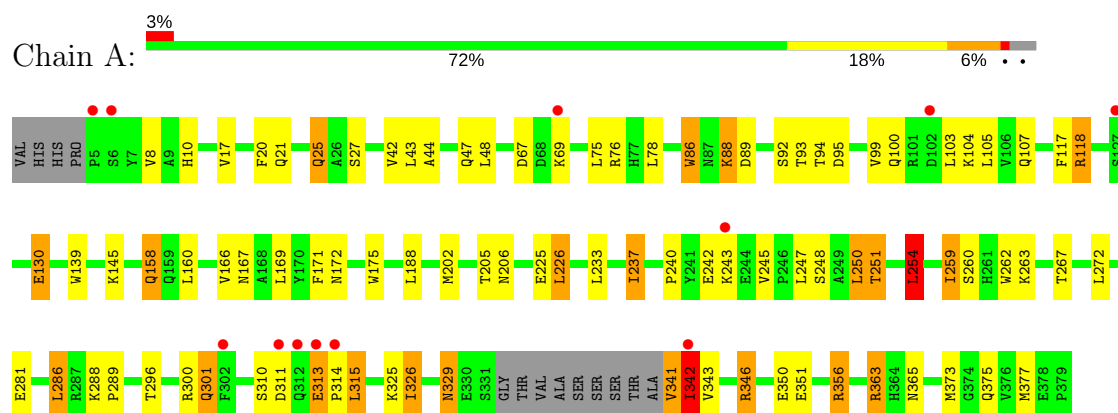 3%
Chain A:
72% 18% 6% • •
VAL HIS HIS PRO P5 S6 Y7 V8 A9 H10 V17 F20 Q21 Q25 A26 S27 V42 L43 A44 Q47 L48 D67 D68 K69 L75 R76 H77 L78 W86 N87 K88 D89 S92 T93 T94 D95 V99 Q100 R101 D102 L103 K104 L105 V106 Q107 F117 R118 S127
E130 W139 K145 Q158 Q159 L160 V166 N167 A168 L169 Y170 F171 N172 W175 L188 M202 T205 N206 E225 L226 L233 I237 P240 Y241 E242 K243 E244 V245 P246 L247 S248 A249 L250 T251 L254 I259 S260 H261 W262 K263 T267 L272
E281 L286 R287 K288 P289 T296 R300 Q301 F302 S310 D311 Q312 E313 P314 L315 K325 I326 N329 E330 S331 GLY THR VAL ALA SER SER SER THR ALA V341 I342 V343 R346 E350 E351 R356 R363 H364 N365 M373 G374 Q375 V376 M377 E378 P379